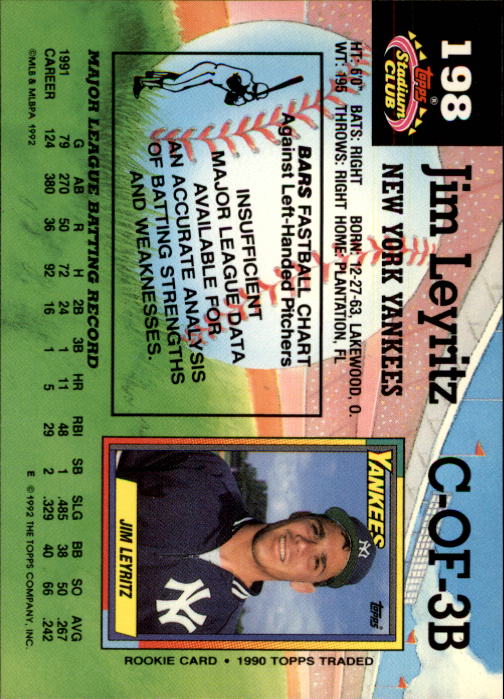 198
Topps®
Stadium
CLUB
Jim Leyritz C-OF-3B
NEW YORK YANKEES
HT: 6'0" BATS: RIGHT BORN 12-27-63, LAKEWOOD, O.
WT: 195 THROWS: RIGHT HOME: PLANTATION, FL
BARS FASTBALL CHART
Against Left-Handed Pitchers
INSUFFICIENT
MAJOR LEAGUE DATA
AVAILABLE FOR
AN ACCURATE ANALYSIS
OF BATTING STRENGTHS
AND WEAKNESSES.
YANKEES
NY
NY
Topps
JIM LEYRITZ
ROOKIE CARD • 1990 TOPPS TRADED
MAJOR LEAGUE BATTING RECORD
G AB R H 2B 3B HR RBI SB SLG BB SO AVG
1991 79 270 50 72 24 1 11 48 1 .485 38 50 .267
CAREER 124 380 36 92 16 1 5 29 2 .329 40 66 .242
©MLB & MLBPA 1992
E ©1992 THE TOPPS COMPANY, INC.